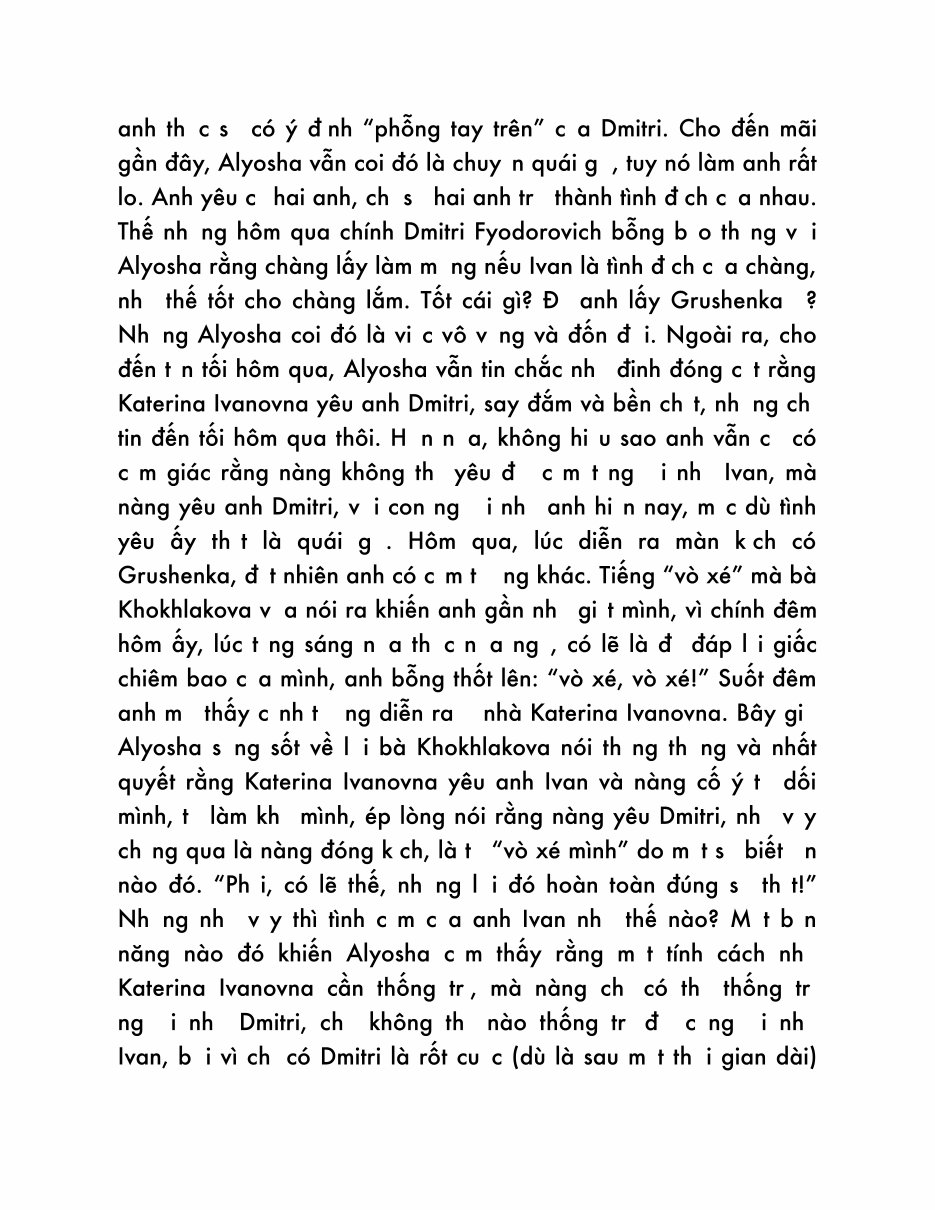 anh th c s có ý đ nh “phỗng tay trên” c a Dmitri. Cho đến mãi
gần đây, Alyosha vẫn coi đó là chuy n quái g , tuy nó làm anh rất
lo. Anh yêu c hai anh, ch s hai anh tr thành tình đ ch c a nhau.
Thế nh ng hôm qua chính Dmitri Fyodorovich bỗng b o th ng v i
Alyosha rằng chàng lấy làm m ng nếu Ivan là tình đ ch c a chàng,
nh thế tốt cho chàng lắm. Tốt cái gì? Đ anh lấy Grushenka ?
Nh ng Alyosha coi đó là vi c vô v ng và đốn đ i. Ngoài ra, cho
đến t n tối hôm qua, Alyosha vẫn tin chắc nh đinh đóng c t rằng
Katerina Ivanovna yêu anh Dmitri, say đắm và bền ch t, nh ng ch
tin đến tối hôm qua thôi. H n n a, không hi u sao anh vẫn c có
c m giác rằng nàng không th yêu đ c m t ng i nh Ivan, mà
nàng yêu anh Dmitri, v i con ng i nh anh hi n nay, m c dù tình
yêu ấy th t là quái g . Hôm qua, lúc diễn ra màn k ch có
Grushenka, đ t nhiên anh có c m t ng khác. Tiếng “vò xé” mà bà
Khokhlakova v a nói ra khiến anh gần nh gi t mình, vì chính đêm
hôm ấy, lúc t ng sáng n a th c n a ng , có lẽ là đ đáp l i giấc
chiêm bao c a mình, anh bỗng thốt lên: “vò xé, vò xé!” Suốt đêm
anh m thấy c nh t ng diễn ra nhà Katerina Ivanovna. Bây gi
Alyosha s ng sốt về l i bà Khokhlakova nói th ng th ng và nhất
quyết rằng Katerina Ivanovna yêu anh Ivan và nàng cố ý t dối
mình, t làm kh mình, ép lòng nói rằng nàng yêu Dmitri, nh v y
ch ng qua là nàng đóng k ch, là t “vò xé mình” do m t s biết n
nào đó. “Ph i, có lẽ thế, nh ng l i đó hoàn toàn đúng s th t!”
Nh ng nh v y thì tình c m c a anh Ivan nh thế nào? M t b n
năng nào đó khiến Alyosha c m thấy rằng m t tính cách nh
Katerina Ivanovna cần thống tr , mà nàng ch có th thống tr
ng i nh Dmitri, ch không th nào thống tr đ c ng i nh
Ivan, b i vì ch có Dmitri là rốt cu c (dù là sau m t th i gian dài)